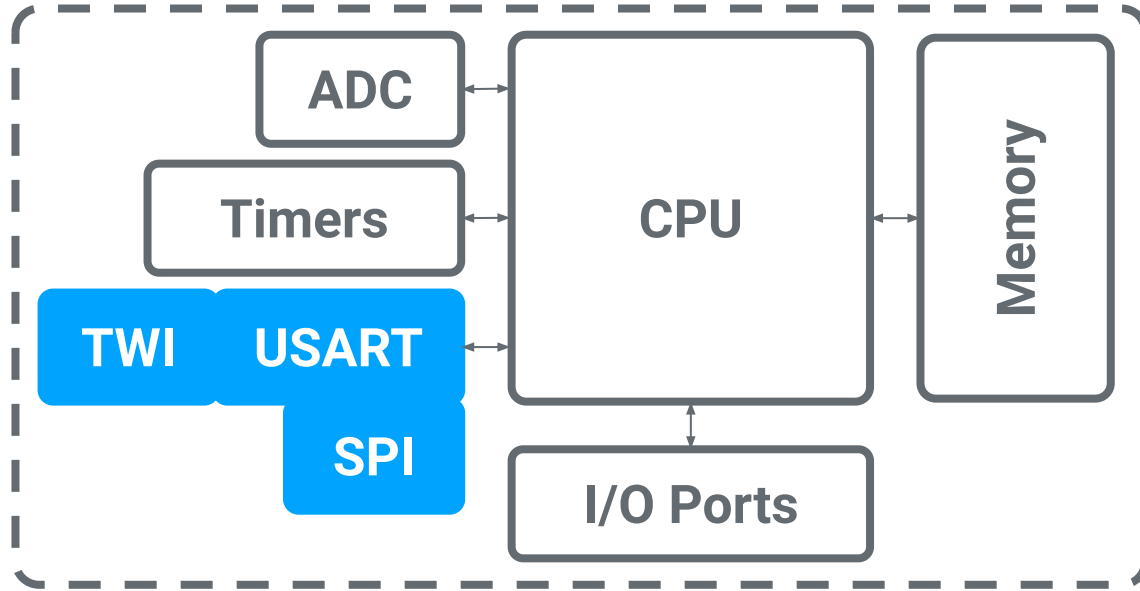 ADC
Timers
CPU
Memory
TWI
USART
SPI
I/O Ports